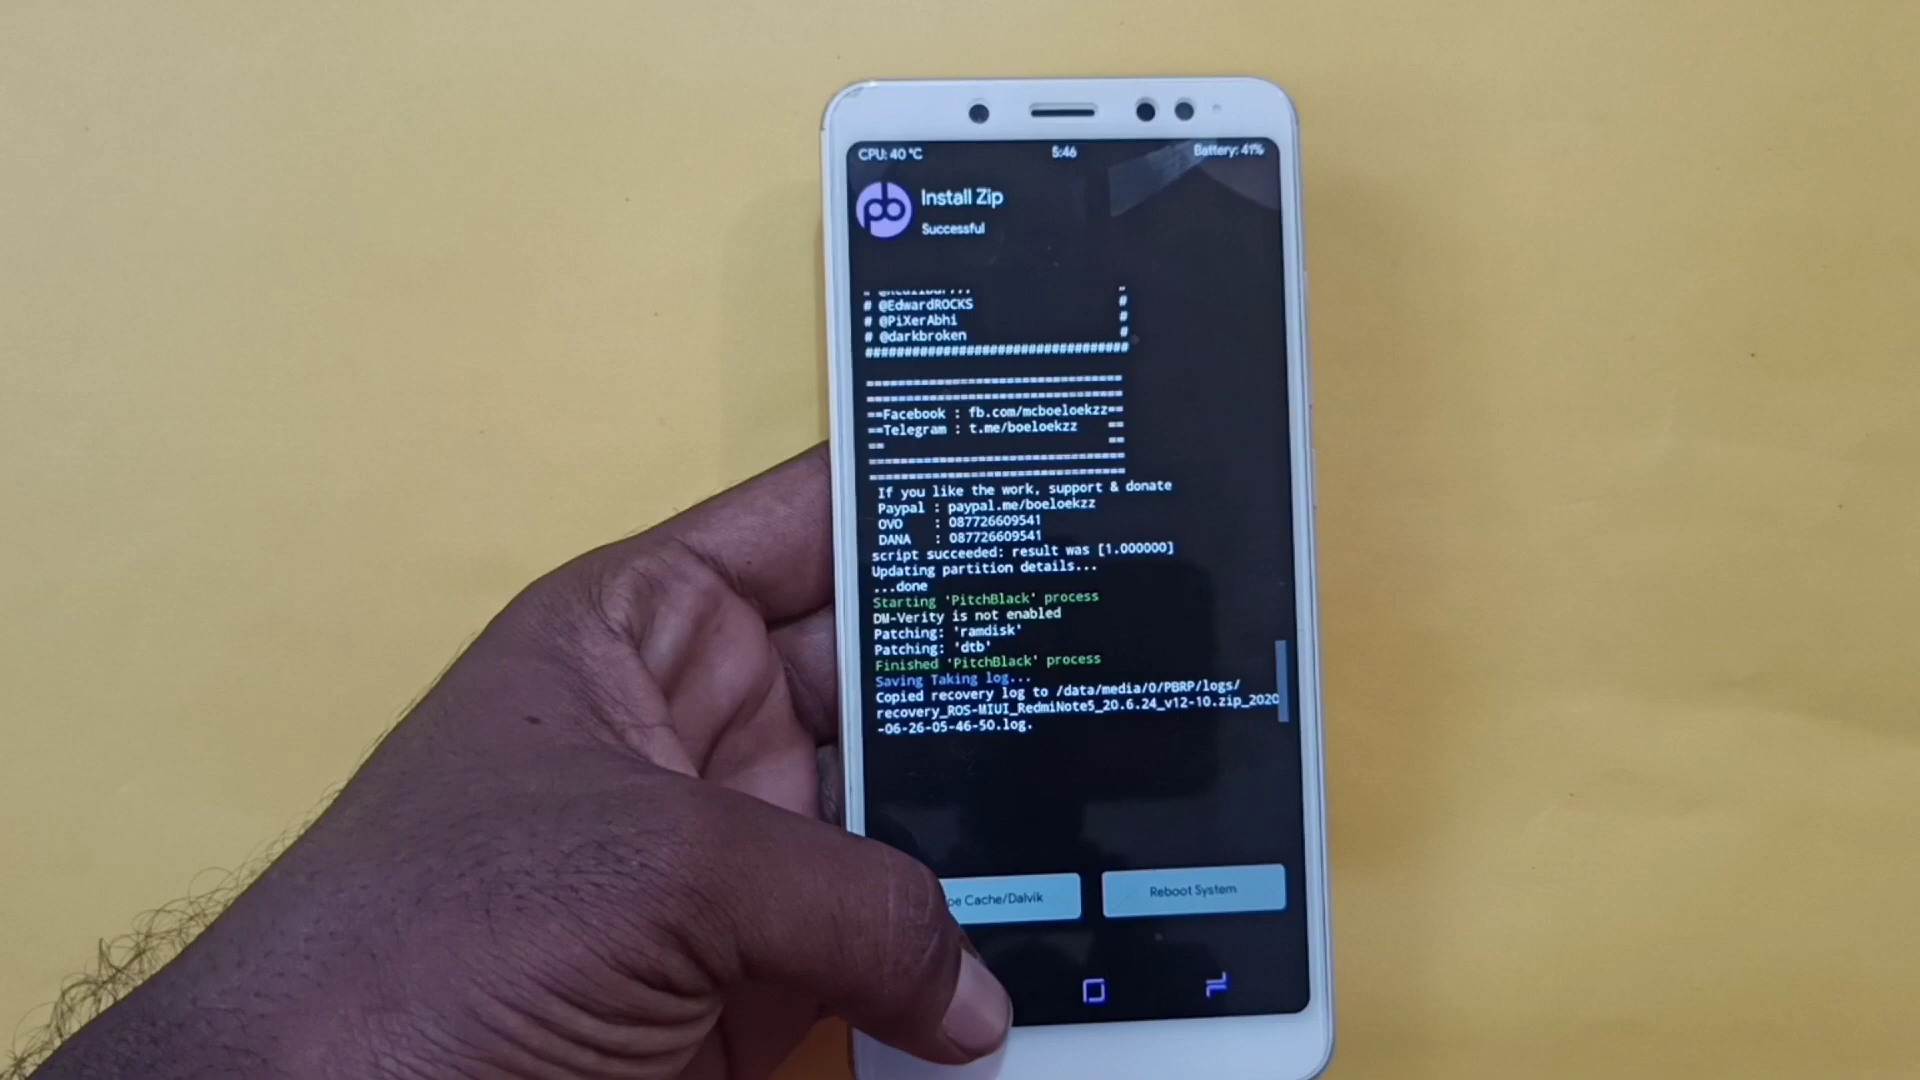 CPU: 40 °C 5:46 Battery: 41%
pb
Install Zip
Successful
# @EdwardROCKS #
# @PiXerAbhi #
# @darkbroken #
##################################
=================================
=================================
==Facebook : fb.com/mcboeloekzz==
==Telegram : t.me/boeloekzz ==
== ==
=================================
=================================
If you like the work, support & donate
Paypal : paypal.me/boeloekzz
OVO : 087726609541
DANA : 087726609541
script succeeded: result was [1.000000]
Updating partition details...
...done
Starting 'PitchBlack' process
DM-Verity is not enabled
Patching: 'ramdisk'
Patching: 'dtb'
Finished 'PitchBlack' process
Saving Taking log...
Copied recovery log to /data/media/0/PBRP/logs/
recovery_ROS-MIUI_RedmiNote5_20.6.24_v12-10.zip_2020
-06-26-05-46-50.log.
Cache/Dalvik
Reboot System